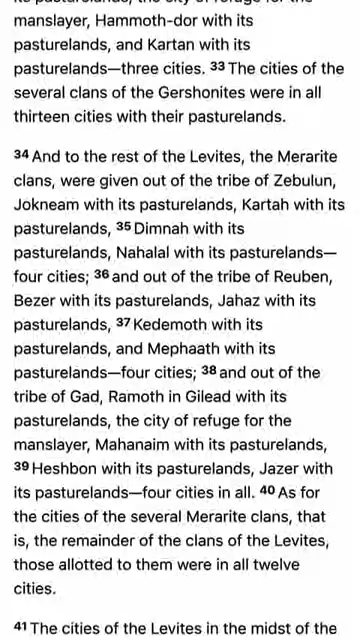 manslayer, Hammoth-dor with its
pasturelands, and Kartan with its
pasturelands—three cities. 33 The cities of the
several clans of the Gershonites were in all
thirteen cities with their pasturelands.
34 And to the rest of the Levites, the Merarite
clans, were given out of the tribe of Zebulun,
Jokneam with its pasturelands, Kartah with its
pasturelands, 35 Dimnah with its
pasturelands, Nahalal with its pasturelands—
four cities; 36 and out of the tribe of Reuben,
Bezer with its pasturelands, Jahaz with its
pasturelands, 37 Kedemoth with its
pasturelands, and Mephaath with its
pasturelands—four cities; 38 and out of the
tribe of Gad, Ramoth in Gilead with its
pasturelands, the city of refuge for the
manslayer, Mahanaim with its pasturelands,
39 Heshbon with its pasturelands, Jazer with
its pasturelands—four cities in all. 40 As for
the cities of the several Merarite clans, that
is, the remainder of the clans of the Levites,
those allotted to them were in all twelve
cities.
41 The cities of the Levites in the midst of the